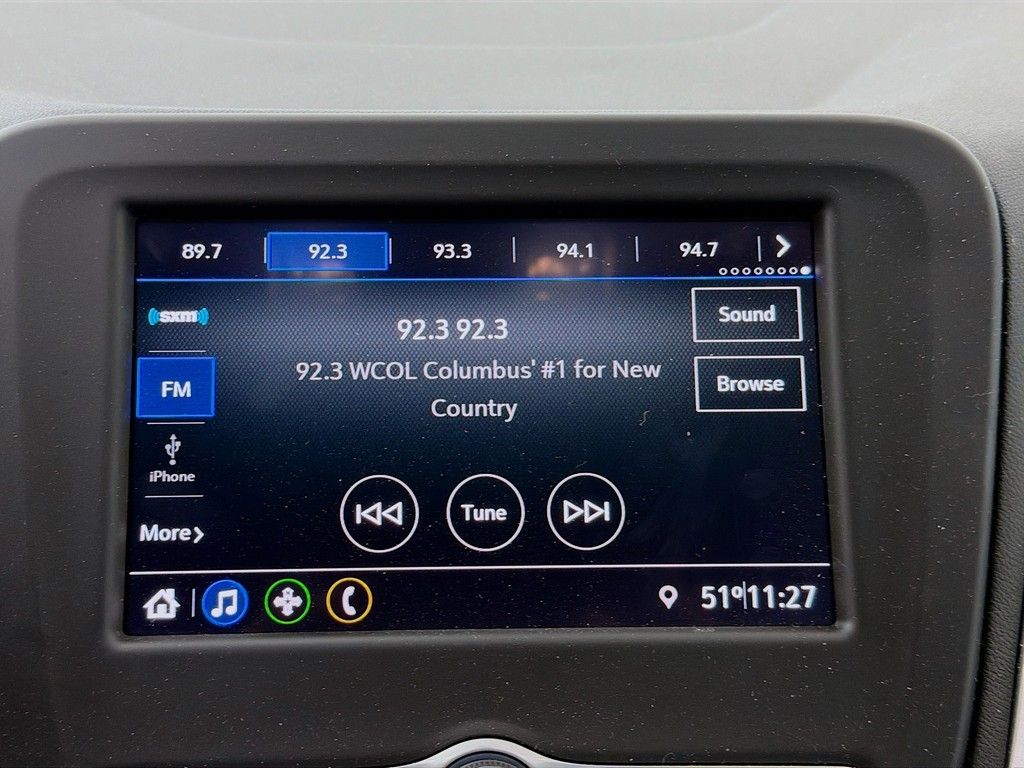 89.7 92.3 93.3 94.1 94.7
sxm
FM
iPhone
More
92.3 92.3
92.3 WCOL Columbus' #1 for New
Country
Sound
Browse
Tune
51° 11:27